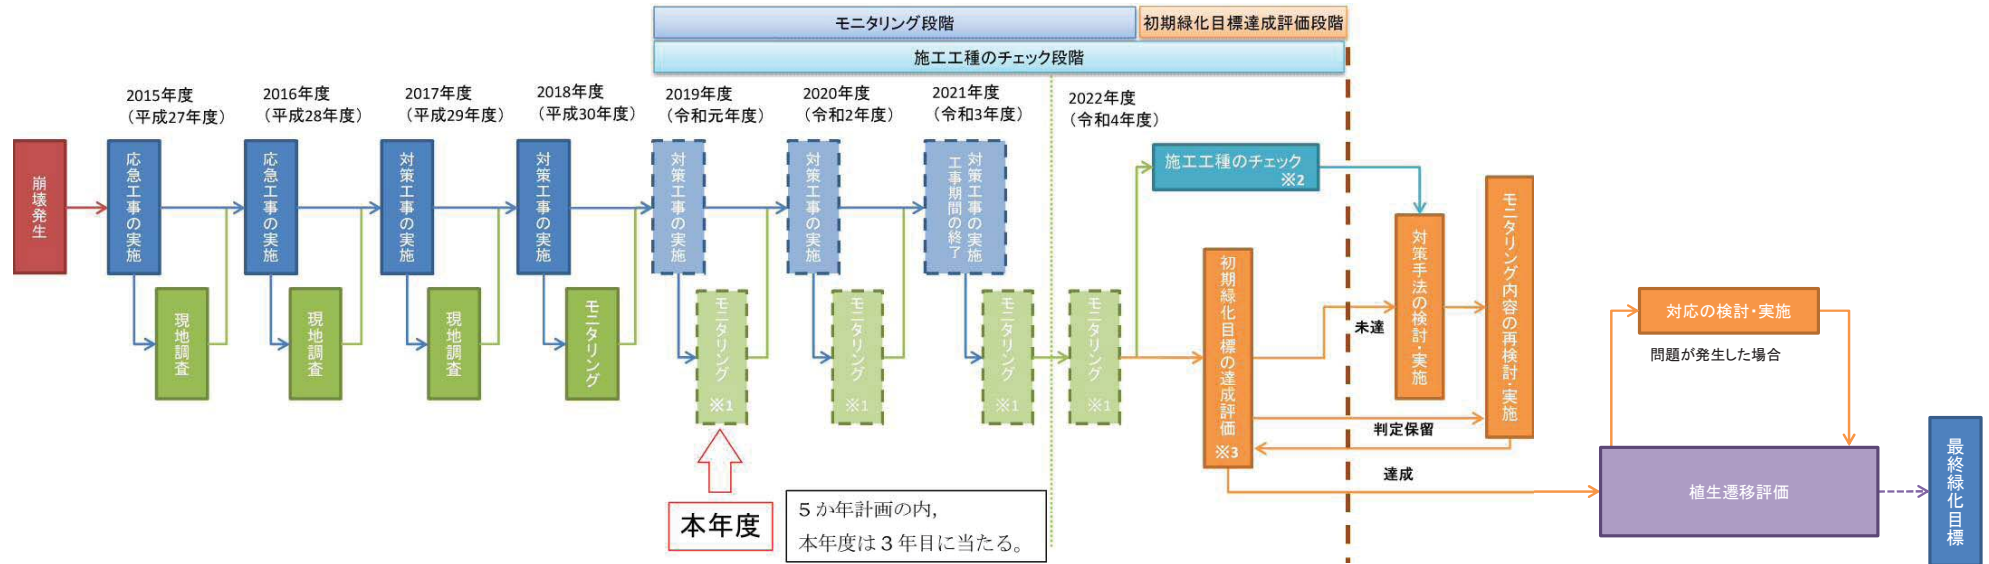 モニタリング段階
初期緑化目標達成評価段階
施工工種のチェック段階
2015年度
（平成27年度）
2016年度
（平成28年度）
2017年度
（平成29年度）
2018年度
（平成30年度）
2019年度
（令和元年度）
2020年度
（令和2年度）
2021年度
（令和3年度）
2022年度
（令和4年度）
崩壊発生
応急工事の実施
応急工事の実施
対策工事の実施
対策工事の実施
対策工事の実施
対策工事の実施
対策工事の実施
工事期間の終了
現地調査
現地調査
現地調査
モニタリング
モニタリング
※1
モニタリング
※1
モニタリング
※1
モニタリング
※1
施工工種のチェック
※2
初期緑化目標の達成評価
※3
対策手法の検討・実施
モニタリング内容の再検討・実施
未達
判定保留
達成
対応の検討・実施
問題が発生した場合
植生遷移評価
最終緑化目標
本年度
5か年計画の内，
本年度は3年目に当たる。